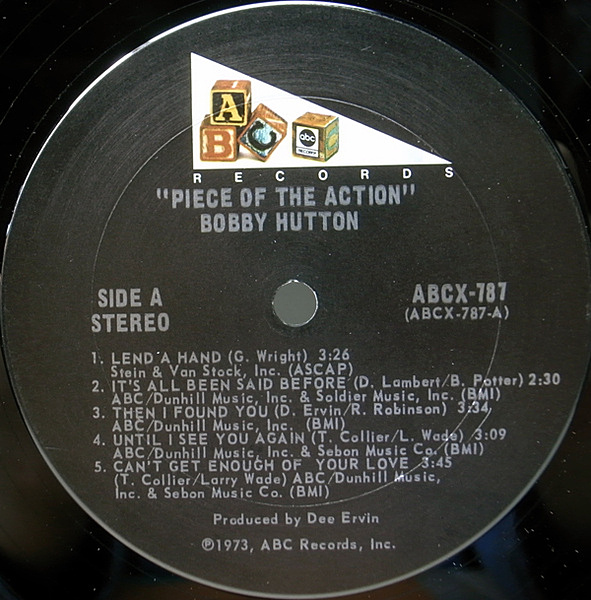 A
B C
abc
RECORDS
C
RECORDS
"PIECE OF THE ACTION"
BOBBY HUTTON
SIDE A
STEREO
ABCX-787
(ABCX-787-A)
1. LEND A HAND (G. Wright) 3:26
Stein & Van Stock, Inc. (ASCAP)
2. IT'S ALL BEEN SAID BEFORE (D. Lambert/B. Potter) 2:30
ABC/Dunhill Music, Inc. & Soldier Music, Inc. (BMI)
3. THEN I FOUND YOU (D. Ervin/R. Robinson) 3:34
ABC/Dunhill Music, Inc. (BMI)
4. UNTIL I SEE YOU AGAIN (T. Collier/L. Wade) 3:09
ABC/Dunhill Music, Inc. & Sebon Music Co. (BMI)
5. CAN'T GET ENOUGH OF YOUR LOVE 3:45
(T. Collier/Larry Wade) ABC/Dunhill Music,
Inc. & Sebon Music Co. (BMI)
Produced by Dee Ervin
℗1973, ABC Records, Inc.